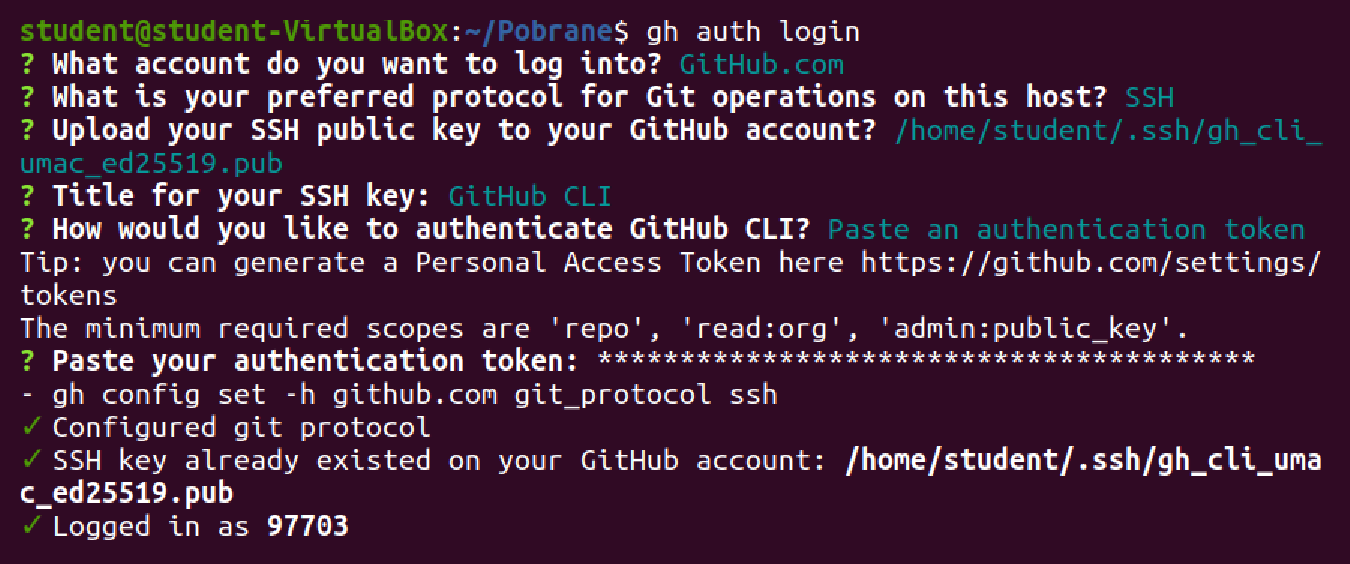 student@student-VirtualBox:~/Pobrane$ gh auth login
? What account do you want to log into? GitHub.com
? What is your preferred protocol for Git operations on this host? SSH
? Upload your SSH public key to your GitHub account? /home/student/.ssh/gh_cli_
umac_ed25519.pub
? Title for your SSH key: GitHub CLI
? How would you like to authenticate GitHub CLI? Paste an authentication token
Tip: you can generate a Personal Access Token here https://github.com/settings/
tokens
The minimum required scopes are 'repo', 'read:org', 'admin:public_key'.
? Paste your authentication token: ****************************************
- gh config set -h github.com git_protocol ssh
✓ Configured git protocol
✓ SSH key already existed on your GitHub account: /home/student/.ssh/gh_cli_uma
c_ed25519.pub
✓ Logged in as 97703